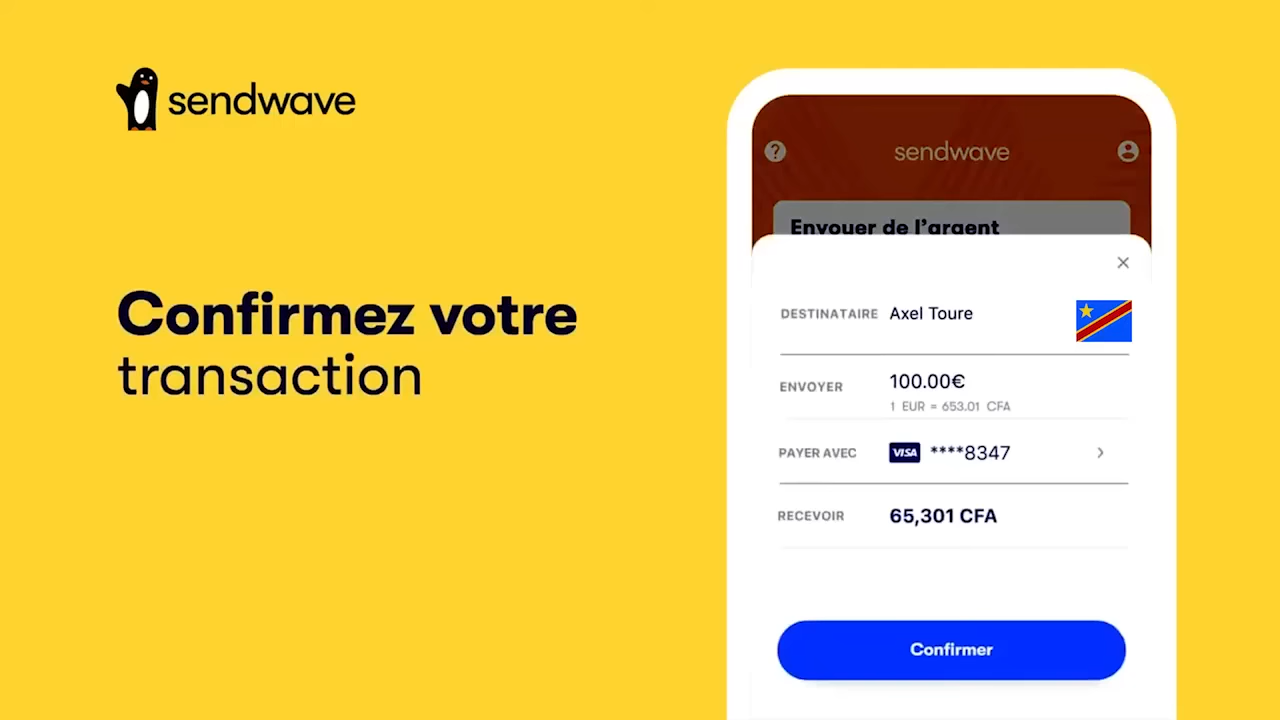 sendwave
Confirmez votre
transaction
?
sendwave
Envoyer de l'argent
DESTINATAIRE Axel Toure
ENVOYER 100.00€
1 EUR = 653.01 CFA
PAYER AVEC VISA ****8347
RECEVOIR 65,301 CFA
Confirmer